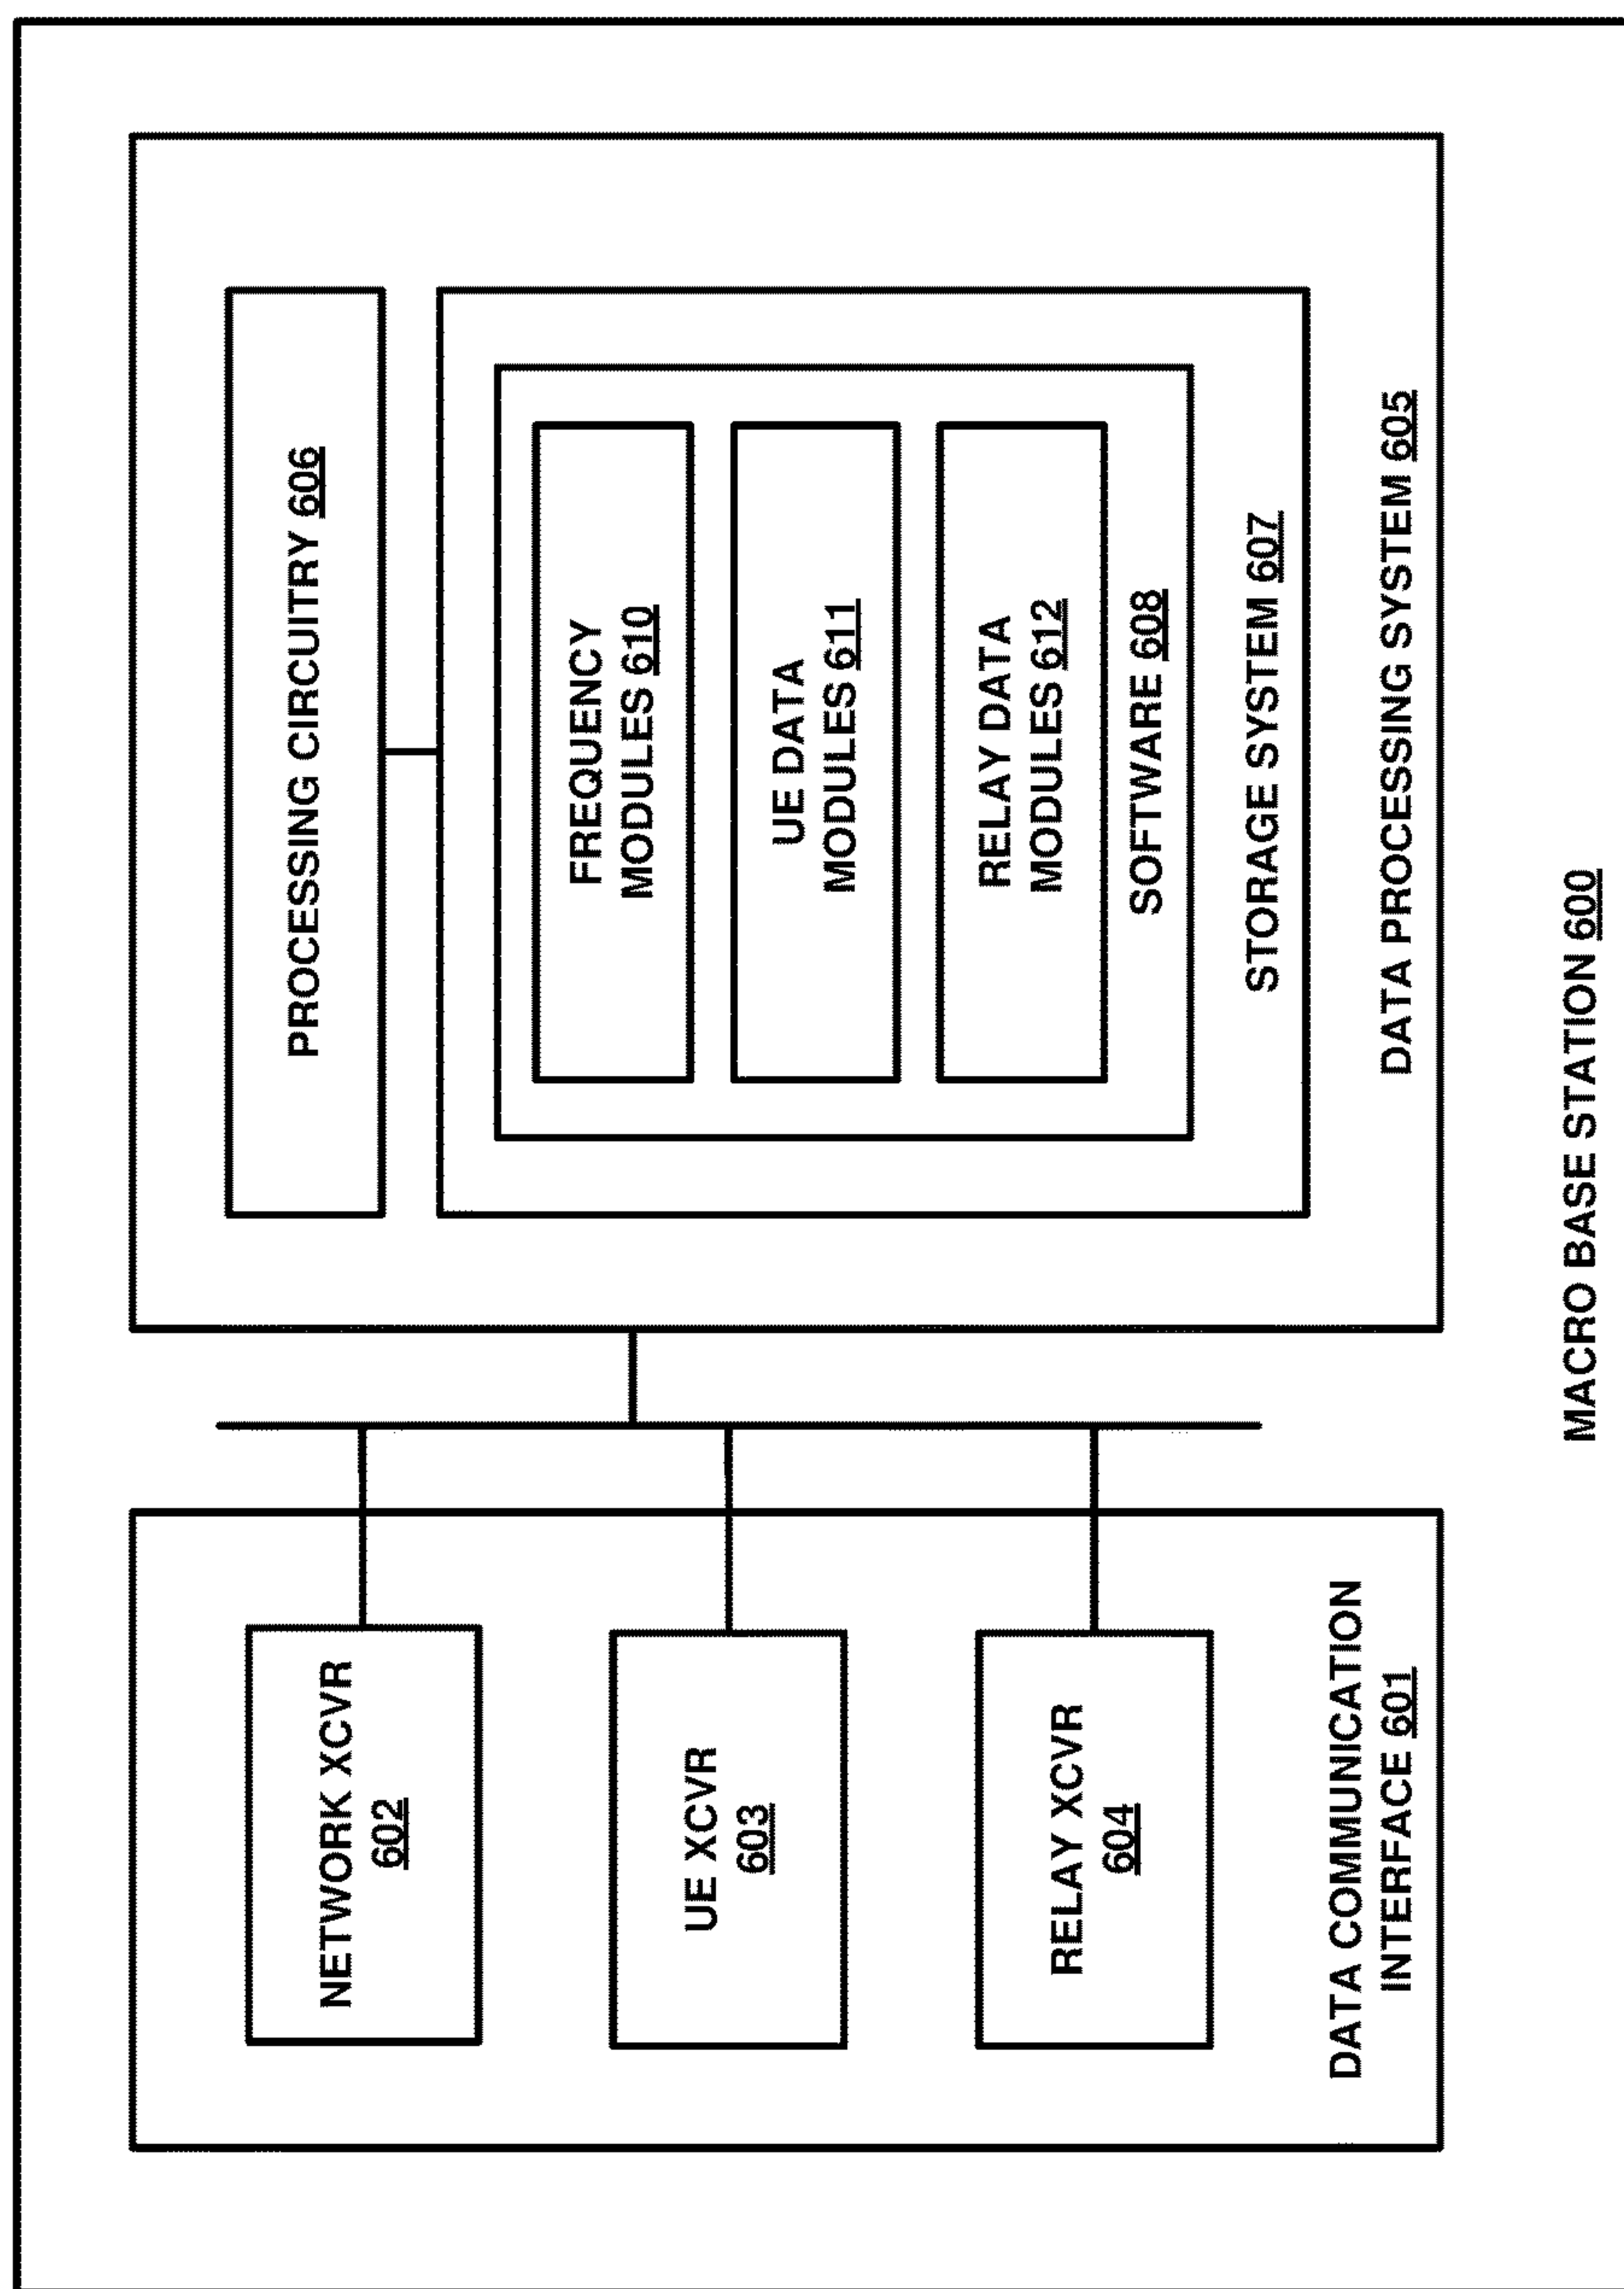 NETWORK XCVR
602
UE XCVR
603
RELAY XCVR
604
DATA COMMUNICATION
INTERFACE 601
PROCESSING CIRCUITRY 606
FREQUENCY
MODULES 610
UE DATA
MODULES 611
RELAY DATA
MODULES 612
SOFTWARE 608
STORAGE SYSTEM 607
DATA PROCESSING SYSTEM 605
MACRO BASE STATION 600